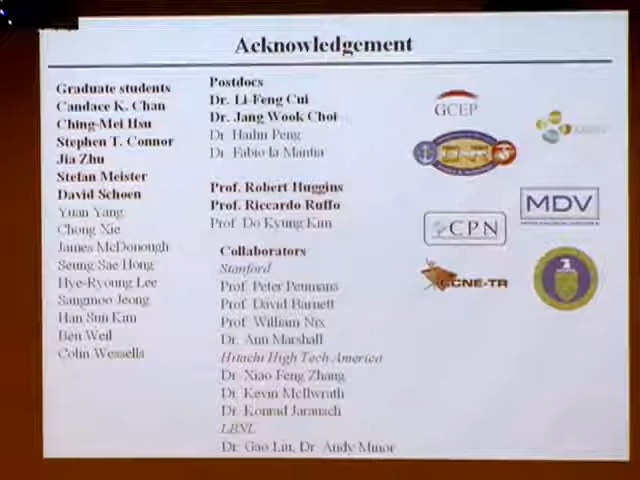 Acknowledgement
Graduate students
Candace K. Chan
Ching-Mei Hsu
Stephen T. Connor
Jia Zhu
Stefan Meister
David Schoen
Yuan Yang
Chong Xie
James McDonough
Seung Sae Hong
Hye-Ryoung Lee
Sangmoo Jeong
Han Sun Kim
Ben Weil
Colin Wessells
Postdocs
Dr. Li-Feng Cui
Dr. Jang Wook Choi
Dr. Hailin Peng
Dr. Fabio la Mantia
Prof. Robert Huggins
Prof. Riccardo Ruffo
Prof. Do Kyung Kim
Collaborators
Stanford
Prof. Peter Peumans
Prof. David Barnett
Prof. William Nix
Dr. Ann Marshall
Hitachi High Tech America
Dr. Xiao Feng Zhang
Dr. Kevin McIlwrath
Dr. Konrad Jarausch
LBNL
Dr. Gao Liu, Dr. Andy Minor
GCEP
MDV
CPN
CCNE-TR